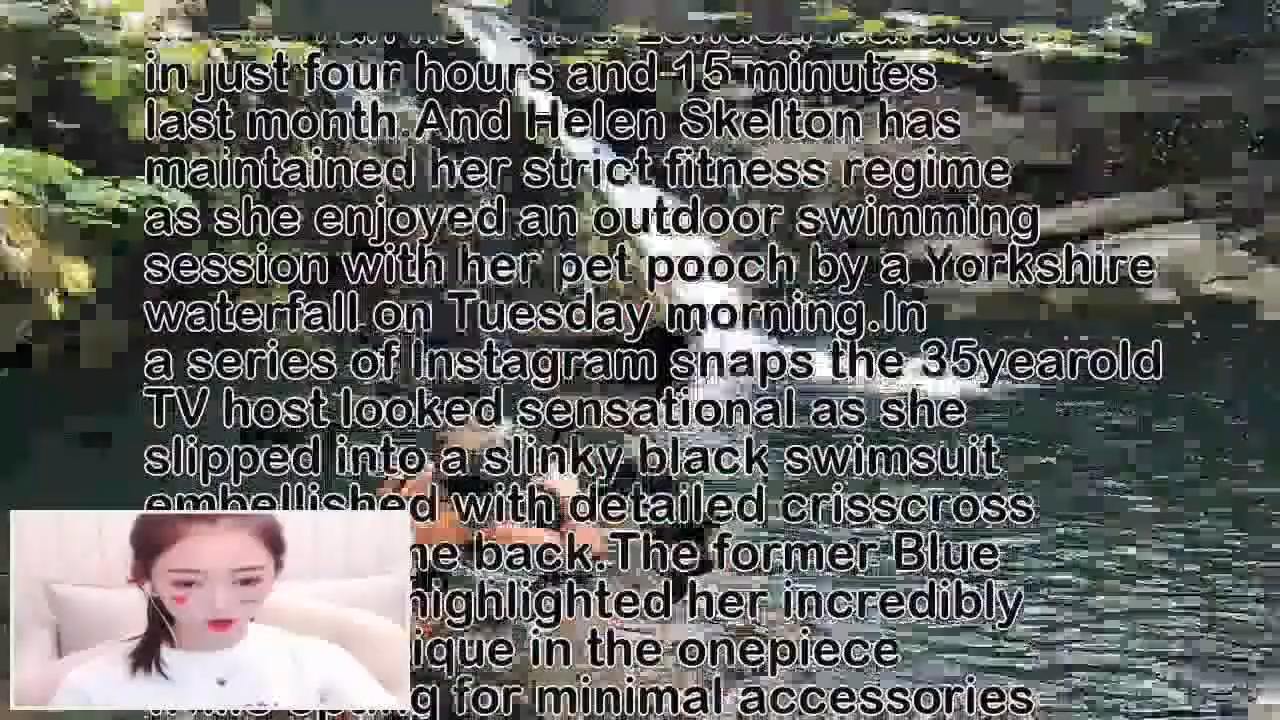 in just four hours and 15 minutes
last month.And Helen Skelton has
maintained her strict fitness regime
as she enjoyed an outdoor swimming
session with her pet pooch by a Yorkshire
waterfall on Tuesday morning.In
a series of Instagram snaps the 35yearold
TV host looked sensational as she
slipped into a slinky black swimsuit
embellished with detailed crisscross
back.The former Blue
highlighted her incredibly
in the onepiece
for minimal accessories